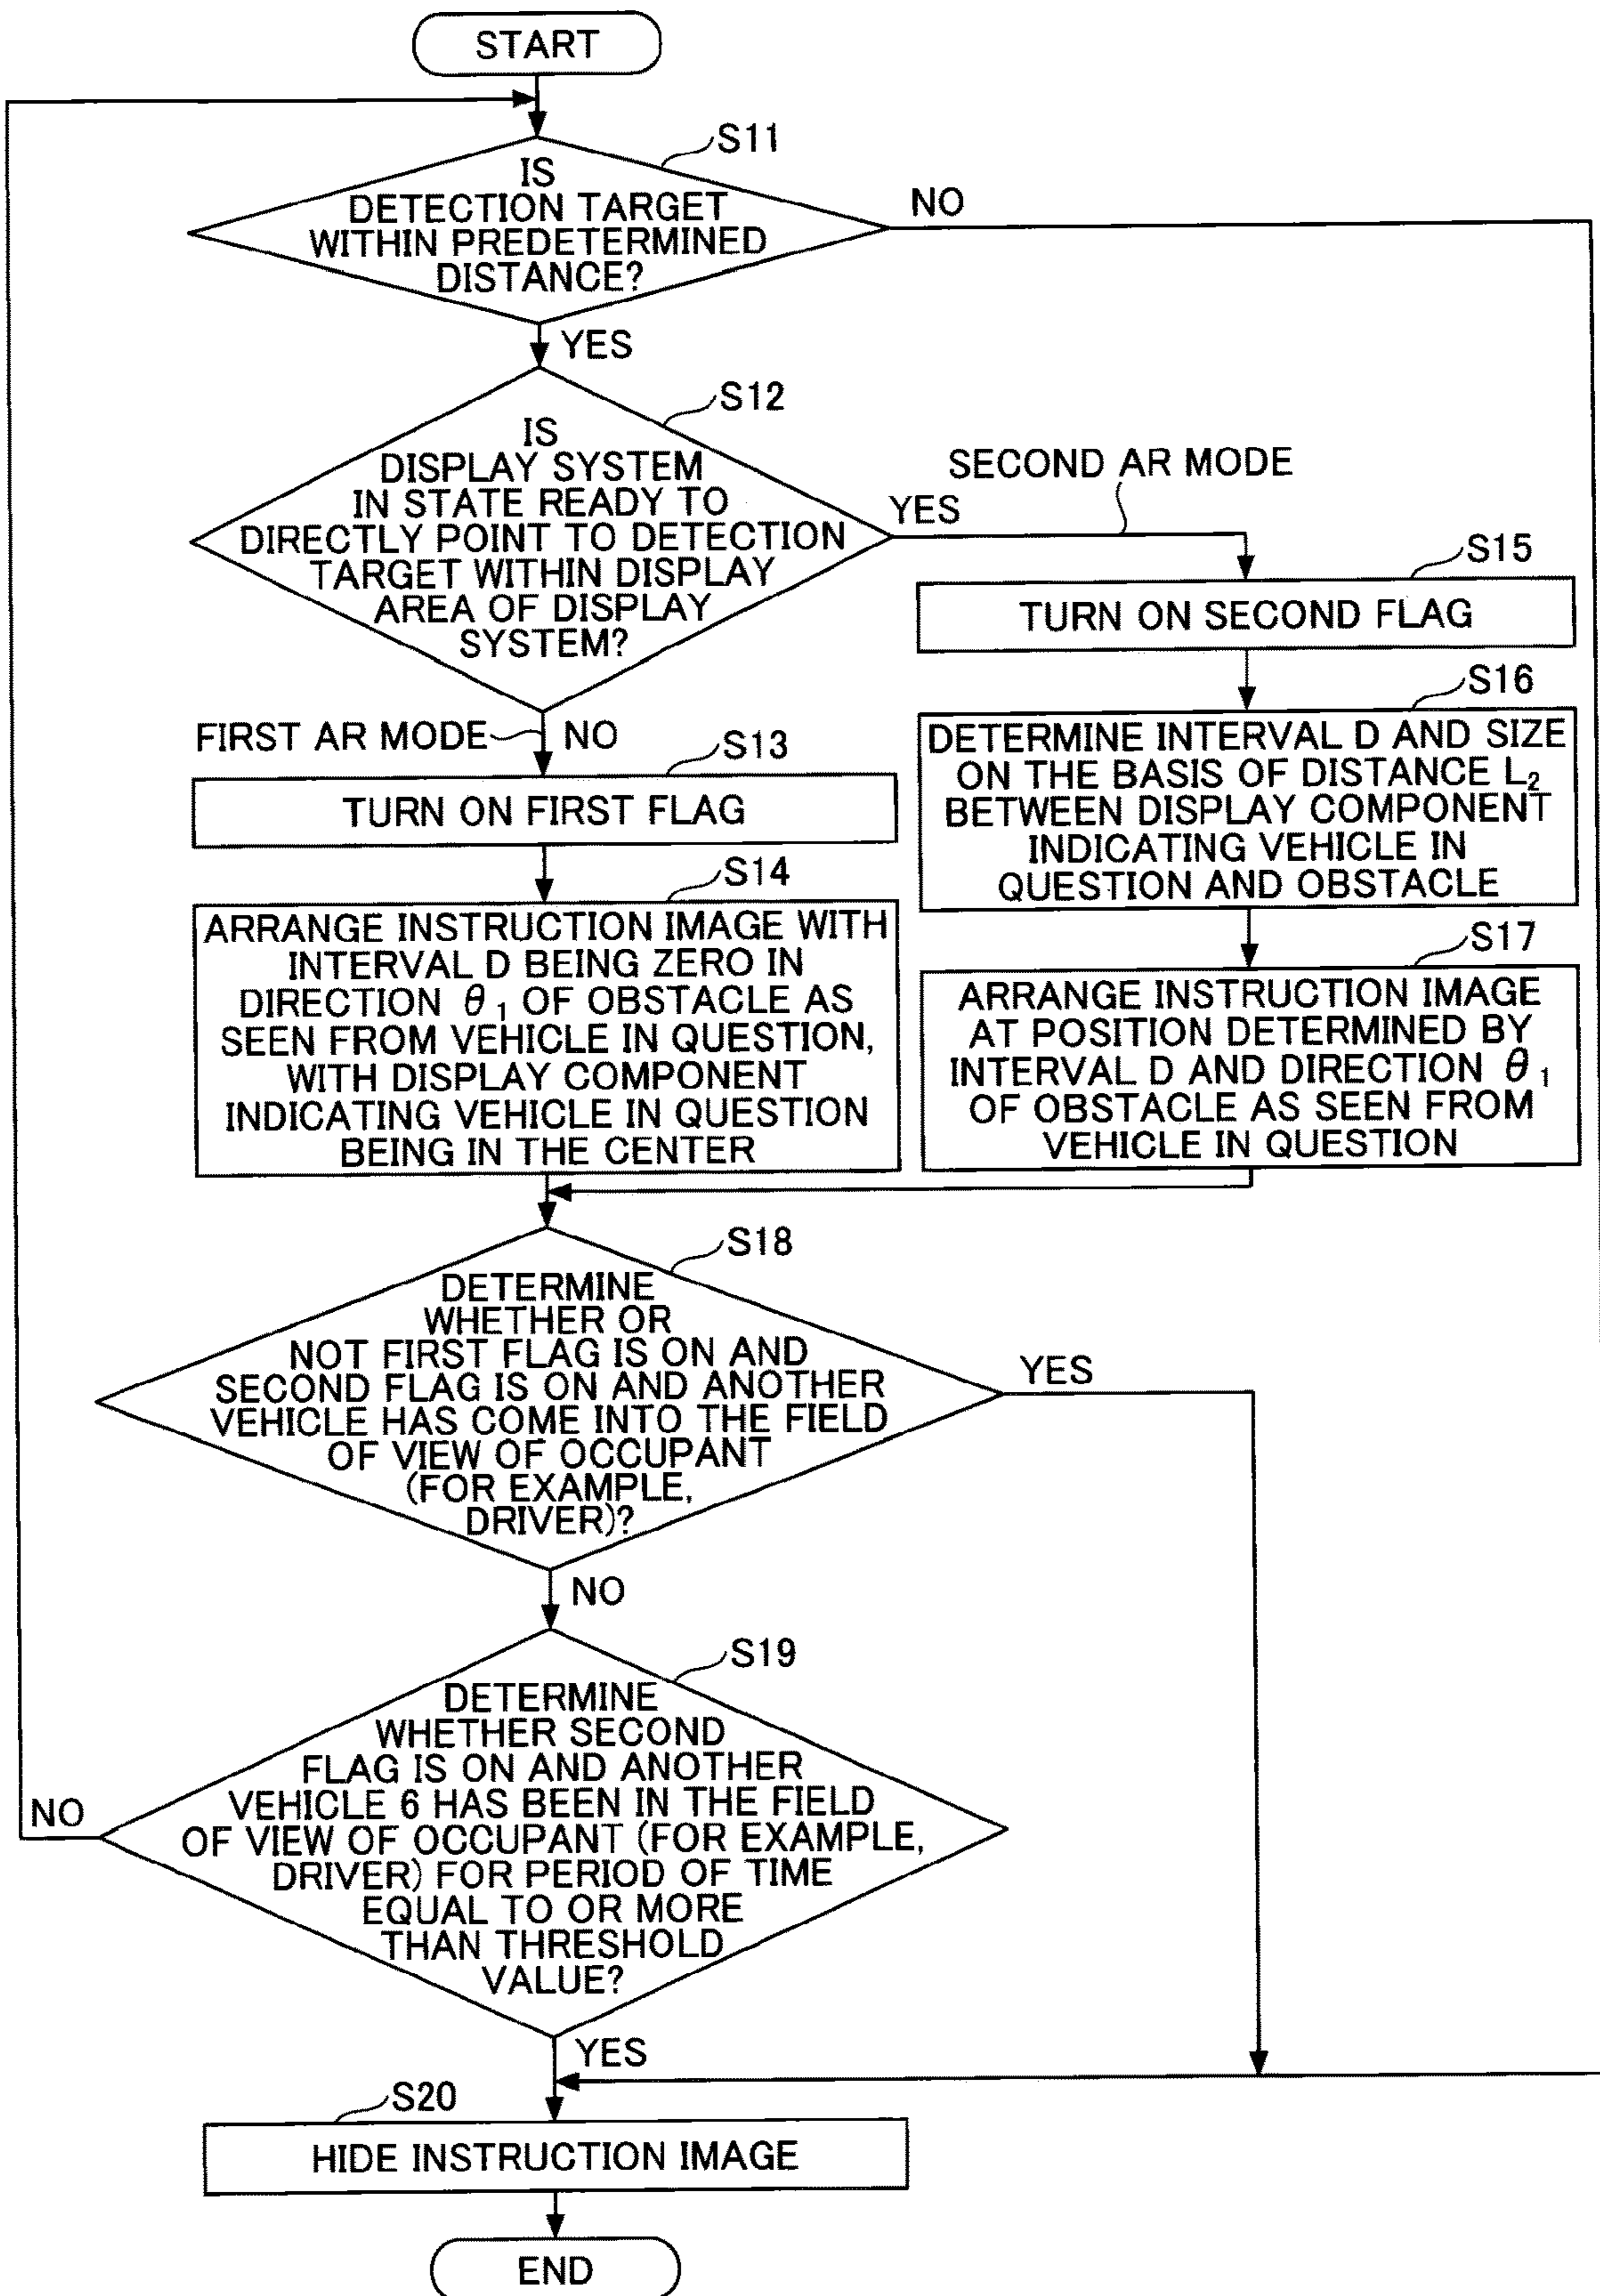 START
S11
IS
DETECTION TARGET
WITHIN PREDETERMINED
DISTANCE?
NO
YES
S12
IS
DISPLAY SYSTEM
IN STATE READY TO
DIRECTLY POINT TO DETECTION
TARGET WITHIN DISPLAY
AREA OF DISPLAY
SYSTEM?
YES
SECOND AR MODE
FIRST AR MODE
NO
S13
TURN ON FIRST FLAG
S14
ARRANGE INSTRUCTION IMAGE WITH
INTERVAL D BEING ZERO IN
DIRECTION θ₁ OF OBSTACLE AS
SEEN FROM VEHICLE IN QUESTION,
WITH DISPLAY COMPONENT
INDICATING VEHICLE IN QUESTION
BEING IN THE CENTER
S15
TURN ON SECOND FLAG
S16
DETERMINE INTERVAL D AND SIZE
ON THE BASIS OF DISTANCE L₂
BETWEEN DISPLAY COMPONENT
INDICATING VEHICLE IN
QUESTION AND OBSTACLE
S17
ARRANGE INSTRUCTION IMAGE
AT POSITION DETERMINED BY
INTERVAL D AND DIRECTION θ₁
OF OBSTACLE AS SEEN FROM
VEHICLE IN QUESTION
S18
DETERMINE
WHETHER OR
NOT FIRST FLAG IS ON AND
SECOND FLAG IS ON AND ANOTHER
VEHICLE HAS COME INTO THE FIELD
OF VIEW OF OCCUPANT
(FOR EXAMPLE,
DRIVER)?
YES
NO
S19
DETERMINE
WHETHER SECOND
FLAG IS ON AND ANOTHER
VEHICLE 6 HAS BEEN IN THE FIELD
OF VIEW OF OCCUPANT (FOR EXAMPLE,
DRIVER) FOR PERIOD OF TIME
EQUAL TO OR MORE
THAN THRESHOLD
VALUE?
NO
YES
S20
HIDE INSTRUCTION IMAGE
END